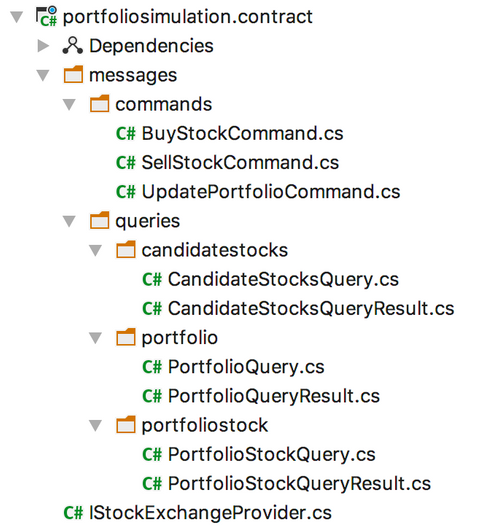 portfoliosimulation.contract
Dependencies
messages
commands
C# BuyStockCommand.cs
C# SellStockCommand.cs
C# UpdatePortfolioCommand.cs
queries
candidatestocks
C# CandidateStocksQuery.cs
C# CandidateStocksQueryResult.cs
portfolio
C# PortfolioQuery.cs
C# PortfolioQueryResult.cs
portfoliostock
C# PortfolioStockQuery.cs
C# PortfolioStockQueryResult.cs
C# IStockExchangeProvider.cs